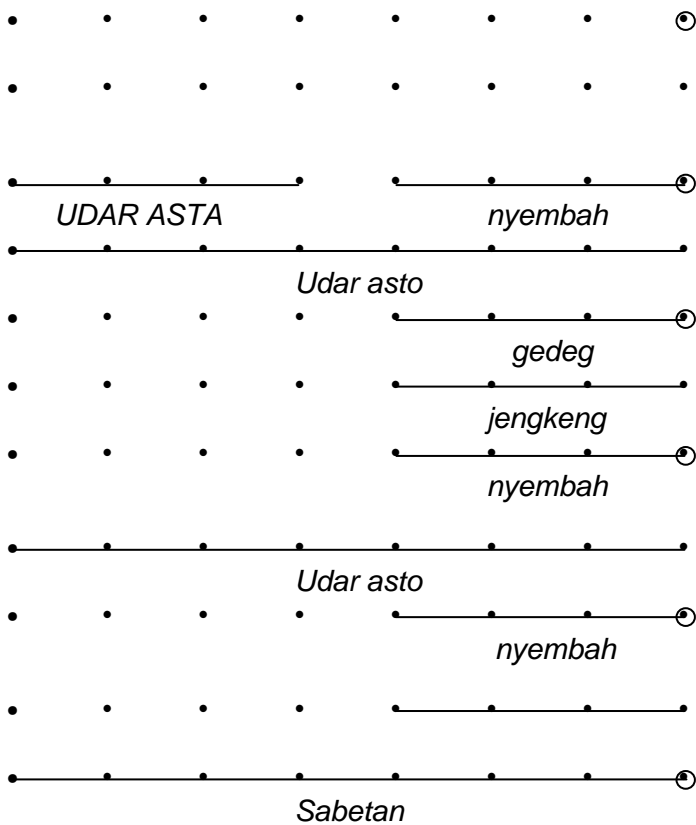 UDAR ASTA nyembah
Udar asto
gedeg
jengkeng
nyembah
Udar asto
nyembah
Sabetan